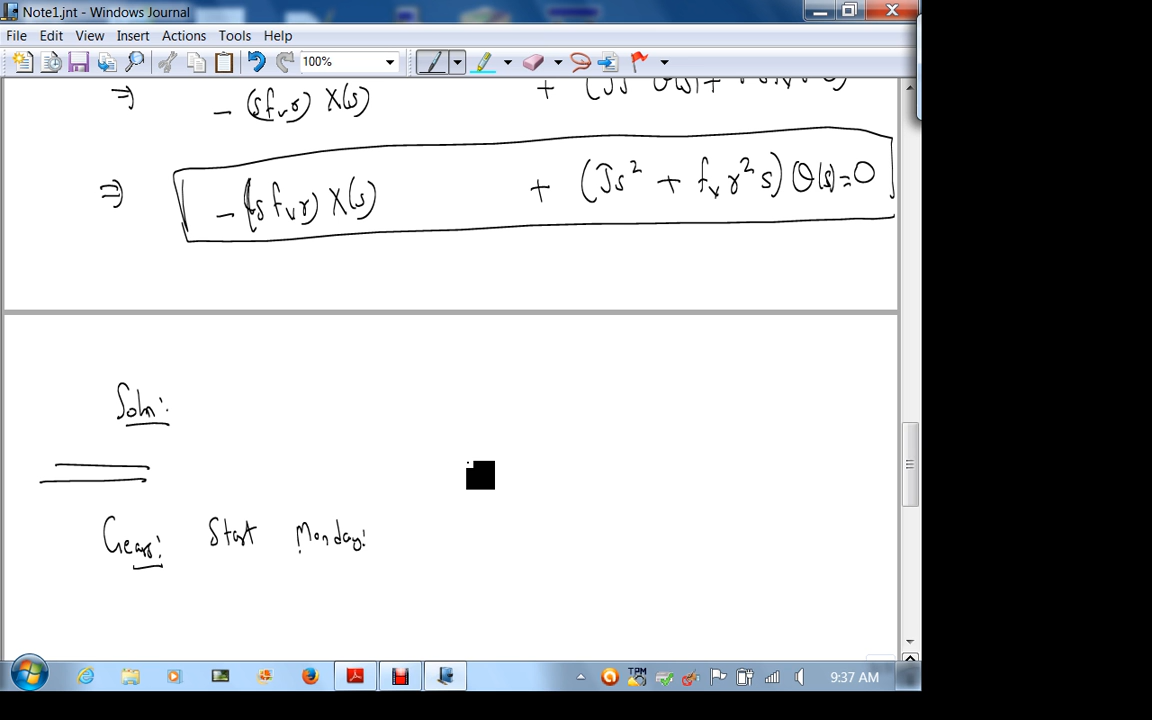 Note1.jnt - Windows Journal
File Edit View Insert Actions Tools Help
100%
⇒ - (sfᵥr) X(s) +
⇒ - (sfᵥr) X(s) + (Js² + fᵥr²s) θ(s)=0
Soln:
Gears: Start Monday:
9:37 AM